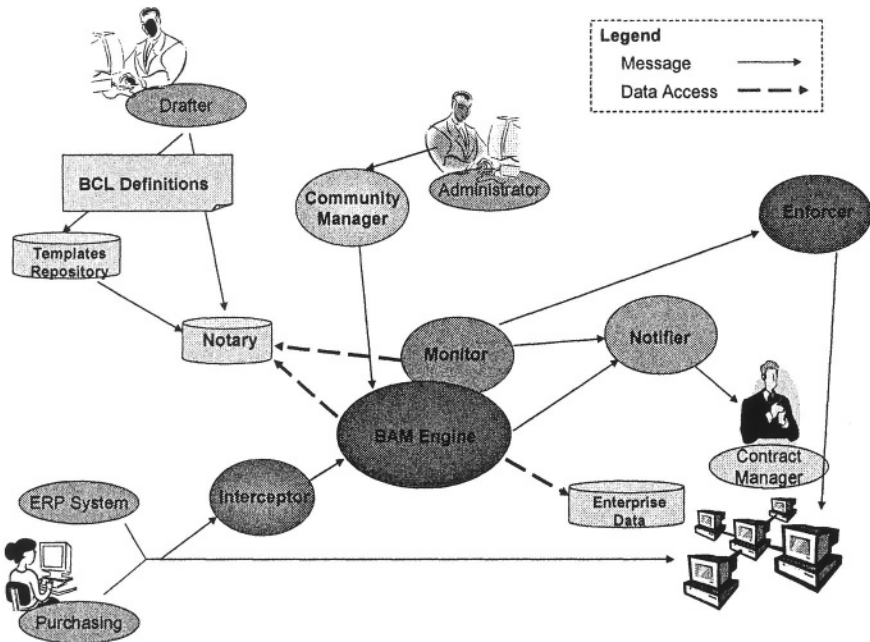 Legend
Message
Data Access
Drafter
BCL Definitions
Administrator
Community
Manager
Enforcer
Templates
Repository
Notary
Monitor
Notifier
BAM Engine
Contract
Manager
Interceptor
ERP System
Enterprise
Data
Purchasing